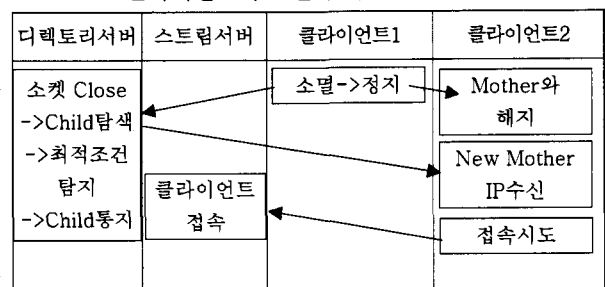 디렉토리서버 스트림서버 클라이언트1 클라이언트2
소켓 Close
->Child탐색
->최적조건
탐지
->Child통지
클라이언트
접속
소멸->정지
Mother와
해지
New Mother
IP수신
접속시도